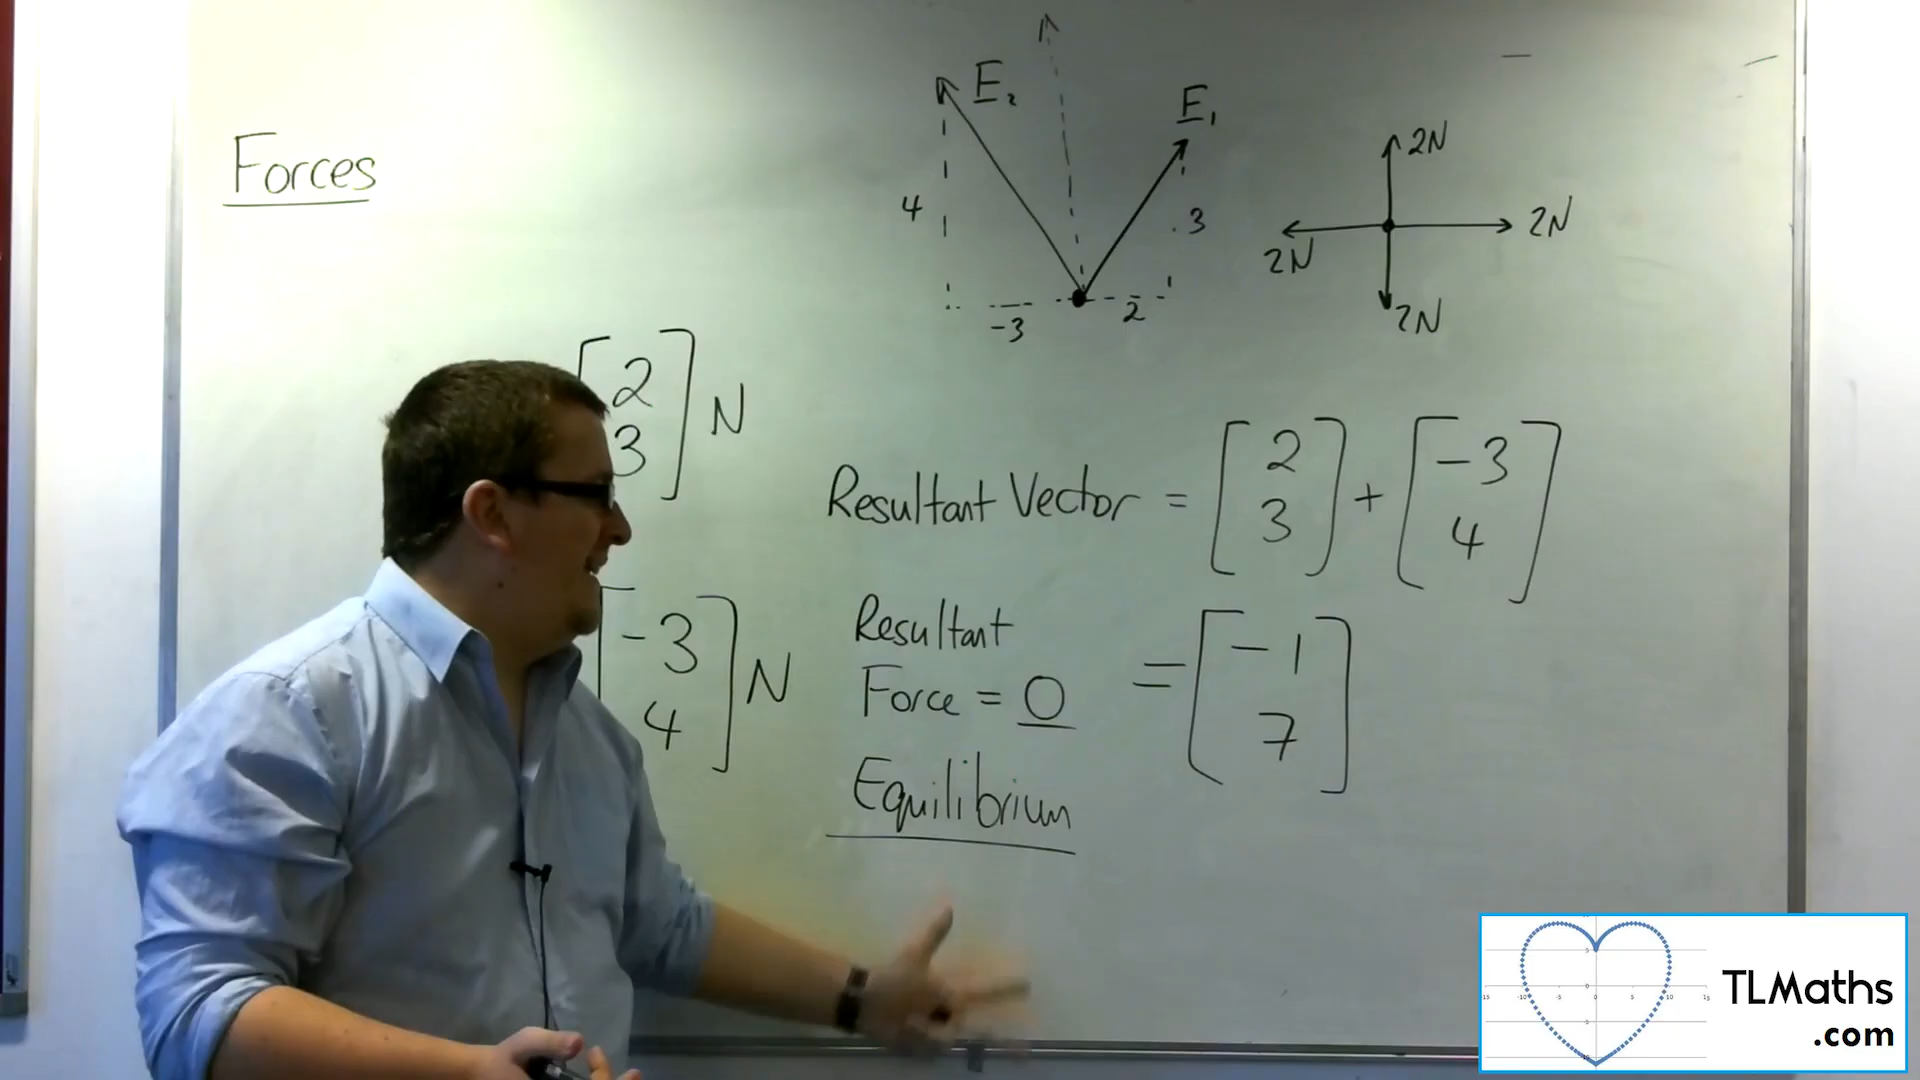 Forces
F₂
F₁
4
3
-3
2
2N
2N
2N
2N
[2 3] N
[-3 4] N
Resultant Vector = [2 3] + [-3 4]
= [-1 7]
Resultant
Force = 0
Equilibrium
TLMaths
.com